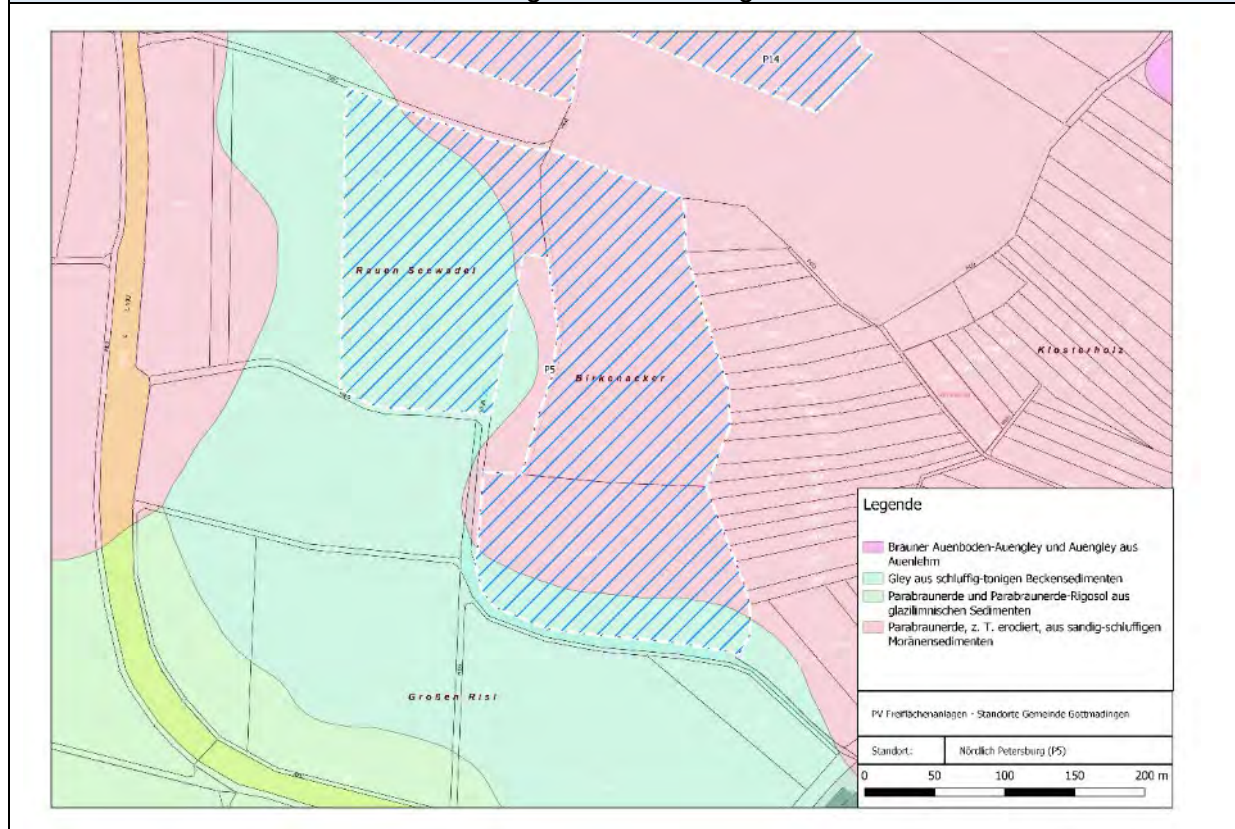 P14
Rauen Seewadel
P5
Birkenacker
Klosterholz
Großen Risi
Legende
Brauner Auenboden-Auengley und Auengley aus
Auenlehm
Gley aus schluffig-tonigen Beckensedimenten
Parabraunerde und Parabraunerde-Rigosol aus
glazilimnischen Sedimenten
Parabraunerde, z. T. erodiert, aus sandig-schluffigen
Moränensedimenten
PV Freiflächenanlagen - Standorte Gemeinde Gottmadingen
Standort:
Nördlich Petersburg (P5)
0 50 100 150 200 m